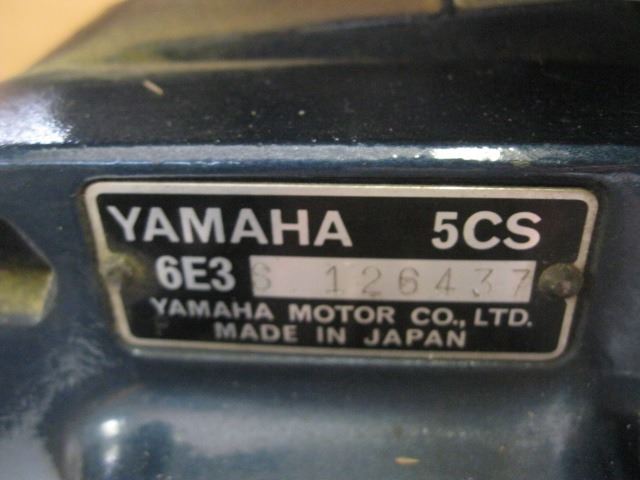 YAMAHA 5CS
6E3 S 126437
YAMAHA MOTOR CO., LTD.
MADE IN JAPAN